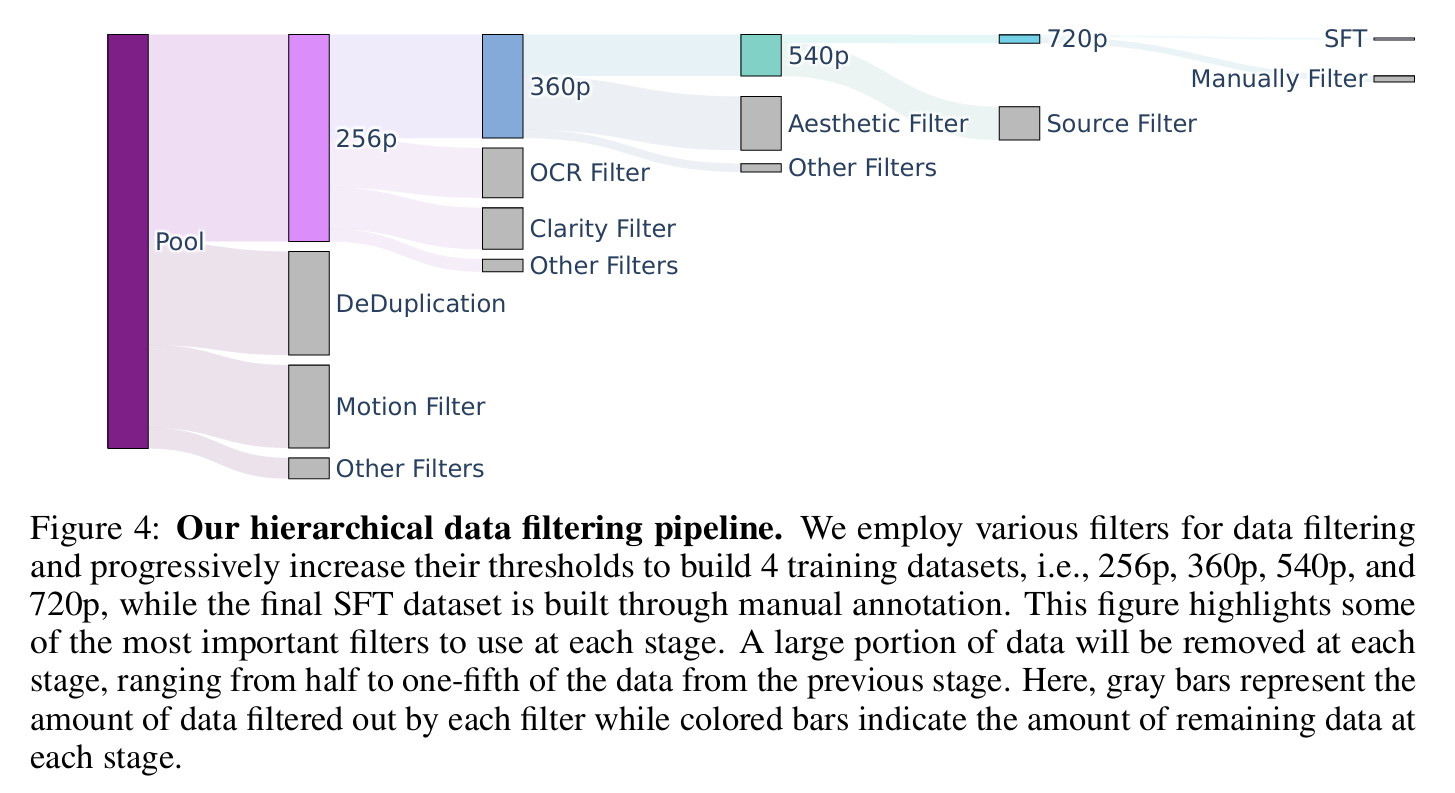 720p
SFT
540p
Manually Filter
360p
Aesthetic Filter
Source Filter
256p
OCR Filter
Other Filters
Clarity Filter
Pool
Other Filters
DeDuplication
Motion Filter
Other Filters
Figure 4: Our hierarchical data filtering pipeline. We employ various filters for data filtering
and progressively increase their thresholds to build 4 training datasets, i.e., 256p, 360p, 540p, and
720p, while the final SFT dataset is built through manual annotation. This figure highlights some
of the most important filters to use at each stage. A large portion of data will be removed at each
stage, ranging from half to one-fifth of the data from the previous stage. Here, gray bars represent the
amount of data filtered out by each filter while colored bars indicate the amount of remaining data at
each stage.